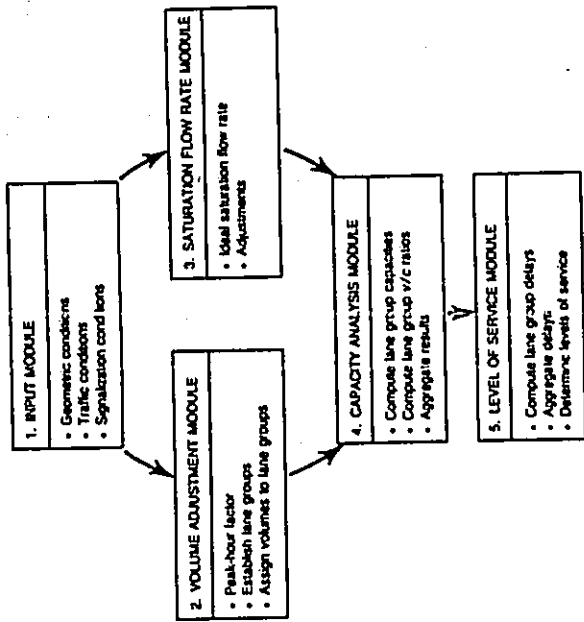 1. INPUT MODULE
• Geometric conditions
• Traffic conditions
• Signalization conditions
2. VOLUME ADJUSTMENT MODULE
• Peak-hour factor
• Establish lane groups
• Assign volumes to lane groups
3. SATURATION FLOW RATE MODULE
• Ideal saturation flow rate
• Adjustments
4. CAPACITY ANALYSIS MODULE
• Compute lane group capacities
• Compute lane group v/c ratios
• Aggregate results
5. LEVEL OF SERVICE MODULE
• Compute lane group delays
• Aggregate delays
• Determine levels of service